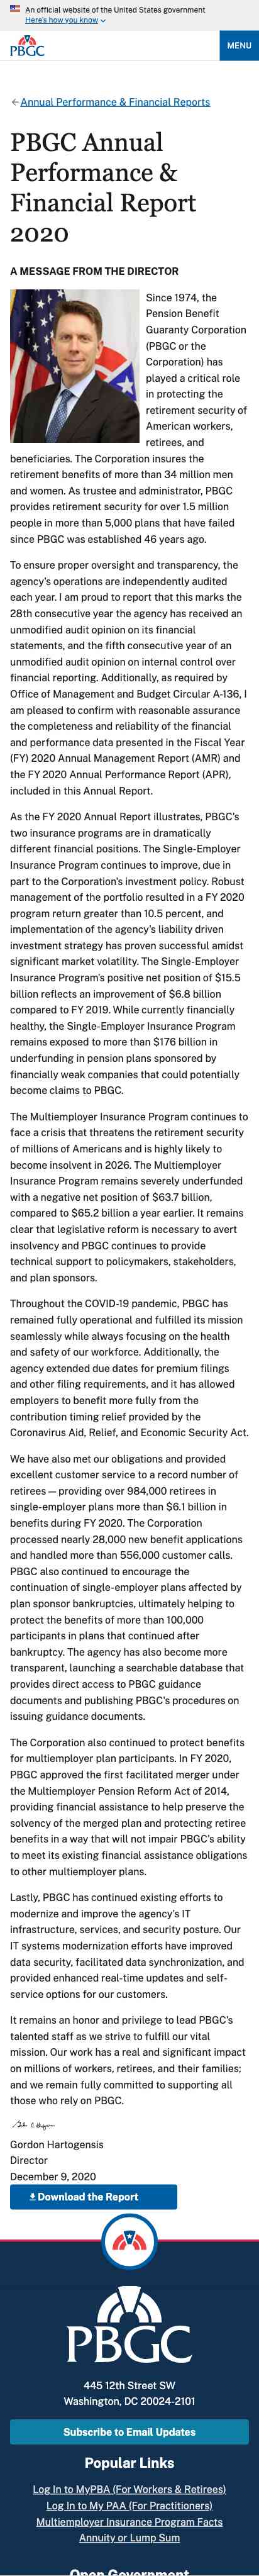 An official website of the United States government
Here's how you know
PBGC
MENU
Annual Performance & Financial Reports
PBGC Annual
Performance &
Financial Report
2020
A MESSAGE FROM THE DIRECTOR
Since 1974, the
Pension Benefit
Guaranty Corporation
(PBGC or the
Corporation) has
played a critical role
in protecting the
retirement security of
American workers,
retirees, and
beneficiaries. The Corporation insures the
retirement benefits of more than 34 million men
and women. As trustee and administrator, PBGC
provides retirement security for over 1.5 million
people in more than 5,000 plans that have failed
since PBGC was established 46 years ago.
To ensure proper oversight and transparency, the
agency's operations are independently audited
each year. I am proud to report that this marks the
28th consecutive year the agency has received an
unmodified audit opinion on its financial
statements, and the fifth consecutive year of an
unmodified audit opinion on internal control over
financial reporting. Additionally, as required by
Office of Management and Budget Circular A-136, I
am pleased to confirm with reasonable assurance
the completeness and reliability of the financial
and performance data presented in the Fiscal Year
(FY) 2020 Annual Management Report (AMR) and
the FY 2020 Annual Performance Report (APR),
included in this Annual Report.
As the FY 2020 Annual Report illustrates, PBGC's
two insurance programs are in dramatically
different financial positions. The Single-Employer
Insurance Program continues to improve, due in
part to the Corporation's investment policy. Robust
management of the portfolio resulted in a FY 2020
program return greater than 10.5 percent, and
implementation of the agency's liability driven
investment strategy has proven successful amidst
significant market volatility. The Single-Employer
Insurance Program's positive net position of $15.5
billion reflects an improvement of $6.8 billion
compared to FY 2019. While currently financially
healthy, the Single-Employer Insurance Program
remains exposed to more than $176 billion in
underfunding in pension plans sponsored by
financially weak companies that could potentially
become claims to PBGC.
The Multiemployer Insurance Program continues to
face a crisis that threatens the retirement security
of millions of Americans and is highly likely to
become insolvent in 2026. The Multiemployer
Insurance Program remains severely underfunded
with a negative net position of $63.7 billion,
compared to $65.2 billion a year earlier. It remains
clear that legislative reform is necessary to avert
insolvency and PBGC continues to provide
technical support to policymakers, stakeholders,
and plan sponsors.
Throughout the COVID-19 pandemic, PBGC has
remained fully operational and fulfilled its mission
seamlessly while always focusing on the health
and safety of our workforce. Additionally, the
agency extended due dates for premium filings
and other filing requirements, and it has allowed
employers to benefit more fully from the
contribution timing relief provided by the
Coronavirus Aid, Relief, and Economic Security Act.
We have also met our obligations and provided
excellent customer service to a record number of
retirees — providing over 984,000 retirees in
single-employer plans more than $6.1 billion in
benefits during FY 2020. The Corporation
processed nearly 28,000 new benefit applications
and handled more than 556,000 customer calls.
PBGC also continued to encourage the
continuation of single-employer plans affected by
plan sponsor bankruptcies, ultimately helping to
protect the benefits of more than 100,000
participants in plans that continued after
bankruptcy. The agency has also become more
transparent, launching a searchable database that
provides direct access to PBGC guidance
documents and publishing PBGC's procedures on
issuing guidance documents.
The Corporation also continued to protect benefits
for multiemployer plan participants. In FY 2020,
PBGC approved the first facilitated merger under
the Multiemployer Pension Reform Act of 2014,
providing financial assistance to help preserve the
solvency of the merged plan and protecting retiree
benefits in a way that will not impair PBGC's ability
to meet its existing financial assistance obligations
to other multiemployer plans.
Lastly, PBGC has continued existing efforts to
modernize and improve the agency's IT
infrastructure, services, and security posture. Our
IT systems modernization efforts have improved
data security, facilitated data synchronization, and
provided enhanced real-time updates and self-
service options for our customers.
It remains an honor and privilege to lead PBGC's
talented staff as we strive to fulfill our vital
mission. Our work has a real and significant impact
on millions of workers, retirees, and their families;
and we remain fully committed to supporting all
those who rely on PBGC.
Gordon Hartogensis
Director
December 9, 2020
Download the Report
PBGC
445 12th Street SW
Washington, DC 20024-2101
Subscribe to Email Updates
Popular Links
Log In to MyPBA (For Workers & Retirees)
Log In to My PAA (For Practitioners)
Multiemployer Insurance Program Facts
Annuity or Lump Sum
Open Government